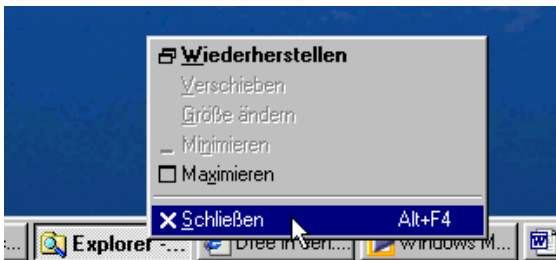 Wiederherstellen
Verschieben
Größe ändern
Minimieren
Maximieren
Schließen Alt+F4
... Explorer -... Windows M...